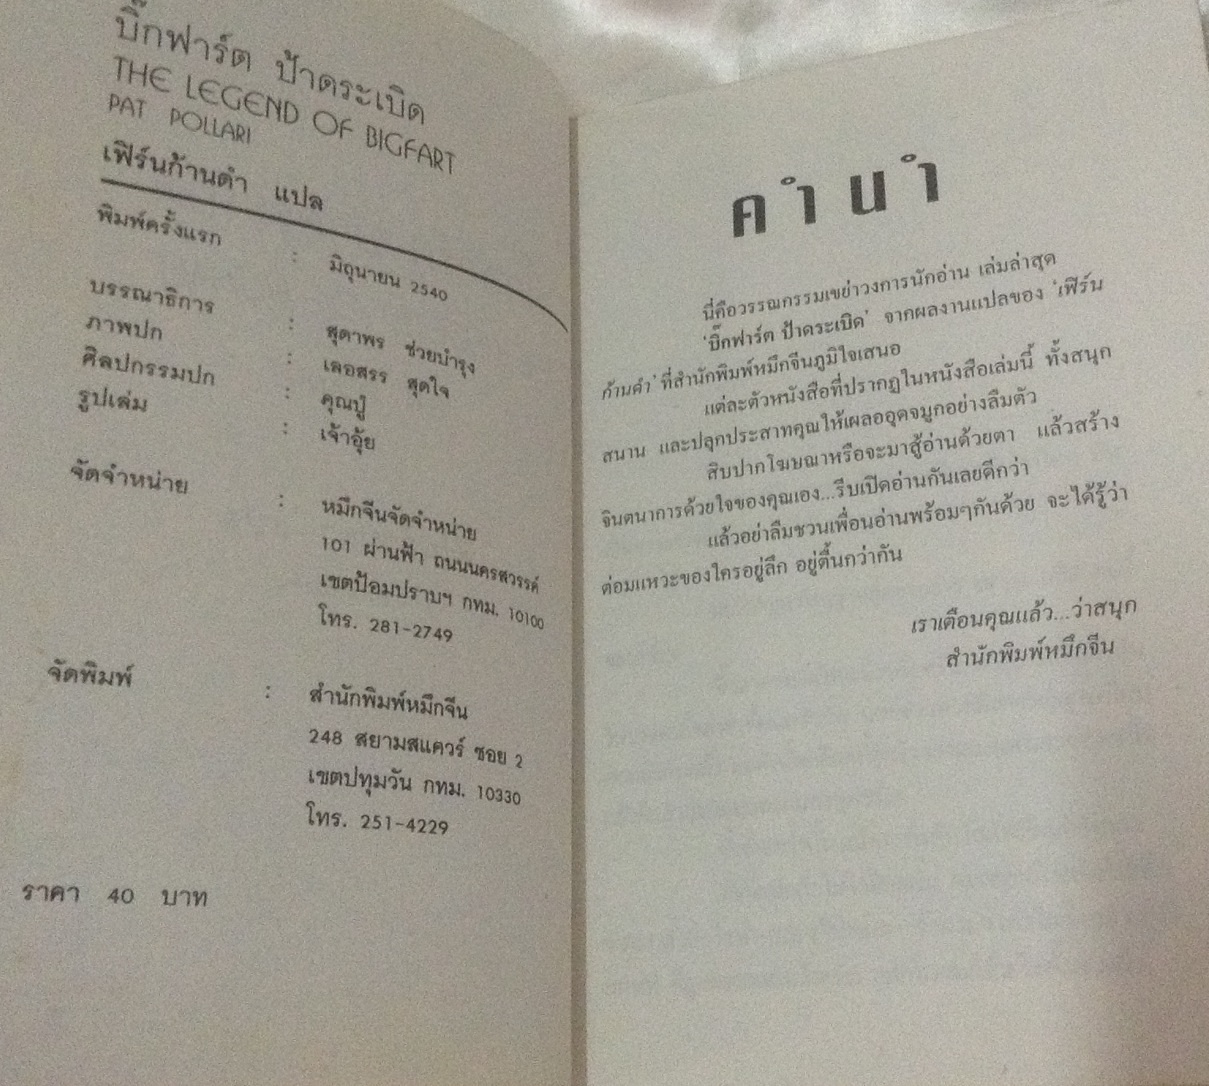 บิ๊กฟาร์ต ป้าดระเบิด
THE LEGEND OF BIGFART
PAT POLLARI
เฟิร์นก้านดำ แปล
พิมพ์ครั้งแรก : มิถุนายน 2540
บรรณาธิการ : สุดาพร ช่วยบำรุง
ภาพปก : เลอสรร สุดใจ
ศิลปกรรมปก : คุณปู๋
รูปเล่ม : เจ้าอุ้ย
จัดจำหน่าย : หมึกจีนจัดจำหน่าย
101 ผ่านฟ้า ถนนนครสวรรค์
เขตป้อมปราบฯ กทม. 10100
โทร. 281-2749
จัดพิมพ์ : สำนักพิมพ์หมึกจีน
248 สยามสแควร์ ซอย 2
เขตปทุมวัน กทม. 10330
โทร. 251-4229
ราคา 40 บาท
คำนำ
นี่คือวรรณกรรมเขย่าวงการนักอ่าน เล่มล่าสุด
'บิ๊กฟาร์ต ป้าดระเบิด' จากผลงานแปลของ 'เฟิร์น
ก้านดำ' ที่สำนักพิมพ์หมึกจีนภูมิใจเสนอ
แต่ละตัวหนังสือที่ปรากฏในหนังสือเล่มนี้ ทั้งสนุก
สนาน และปลุกประสาทคุณให้เผลออุดจมูกอย่างลืมตัว
สิบปากโฆษณาหรือจะมาสู้อ่านด้วยตา แล้วสร้าง
จินตนาการด้วยใจของคุณเอง...รีบเปิดอ่านกันเลยดีกว่า
แล้วอย่าลืมชวนเพื่อนอ่านพร้อมๆกันด้วย จะได้รู้ว่า
ต่อมแหวะของใครอยู่ลึก อยู่ตื้นกว่ากัน
เราเตือนคุณแล้ว...ว่าสนุก
สำนักพิมพ์หมึกจีน